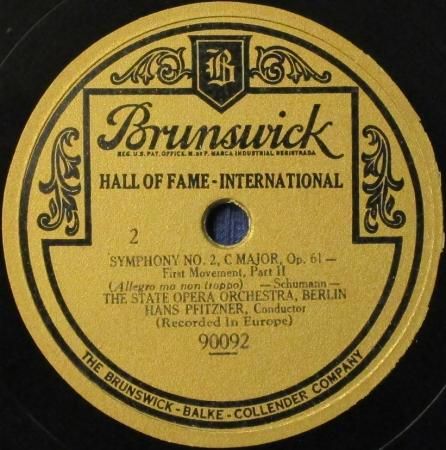 B
Brunswick
REG. U.S. PAT. OFFICE. M. DE F. MARCA INDUSTRIAL REGISTRADA
HALL OF FAME - INTERNATIONAL
2
SYMPHONY NO. 2, C MAJOR, Op. 61 —
First Movement, Part II
(Allegro ma non troppo) —Schumann—
THE STATE OPERA ORCHESTRA, BERLIN
HANS PFITZNER, Conductor
(Recorded In Europe)
90092
THE BRUNSWICK - BALKE - COLLENDER COMPANY